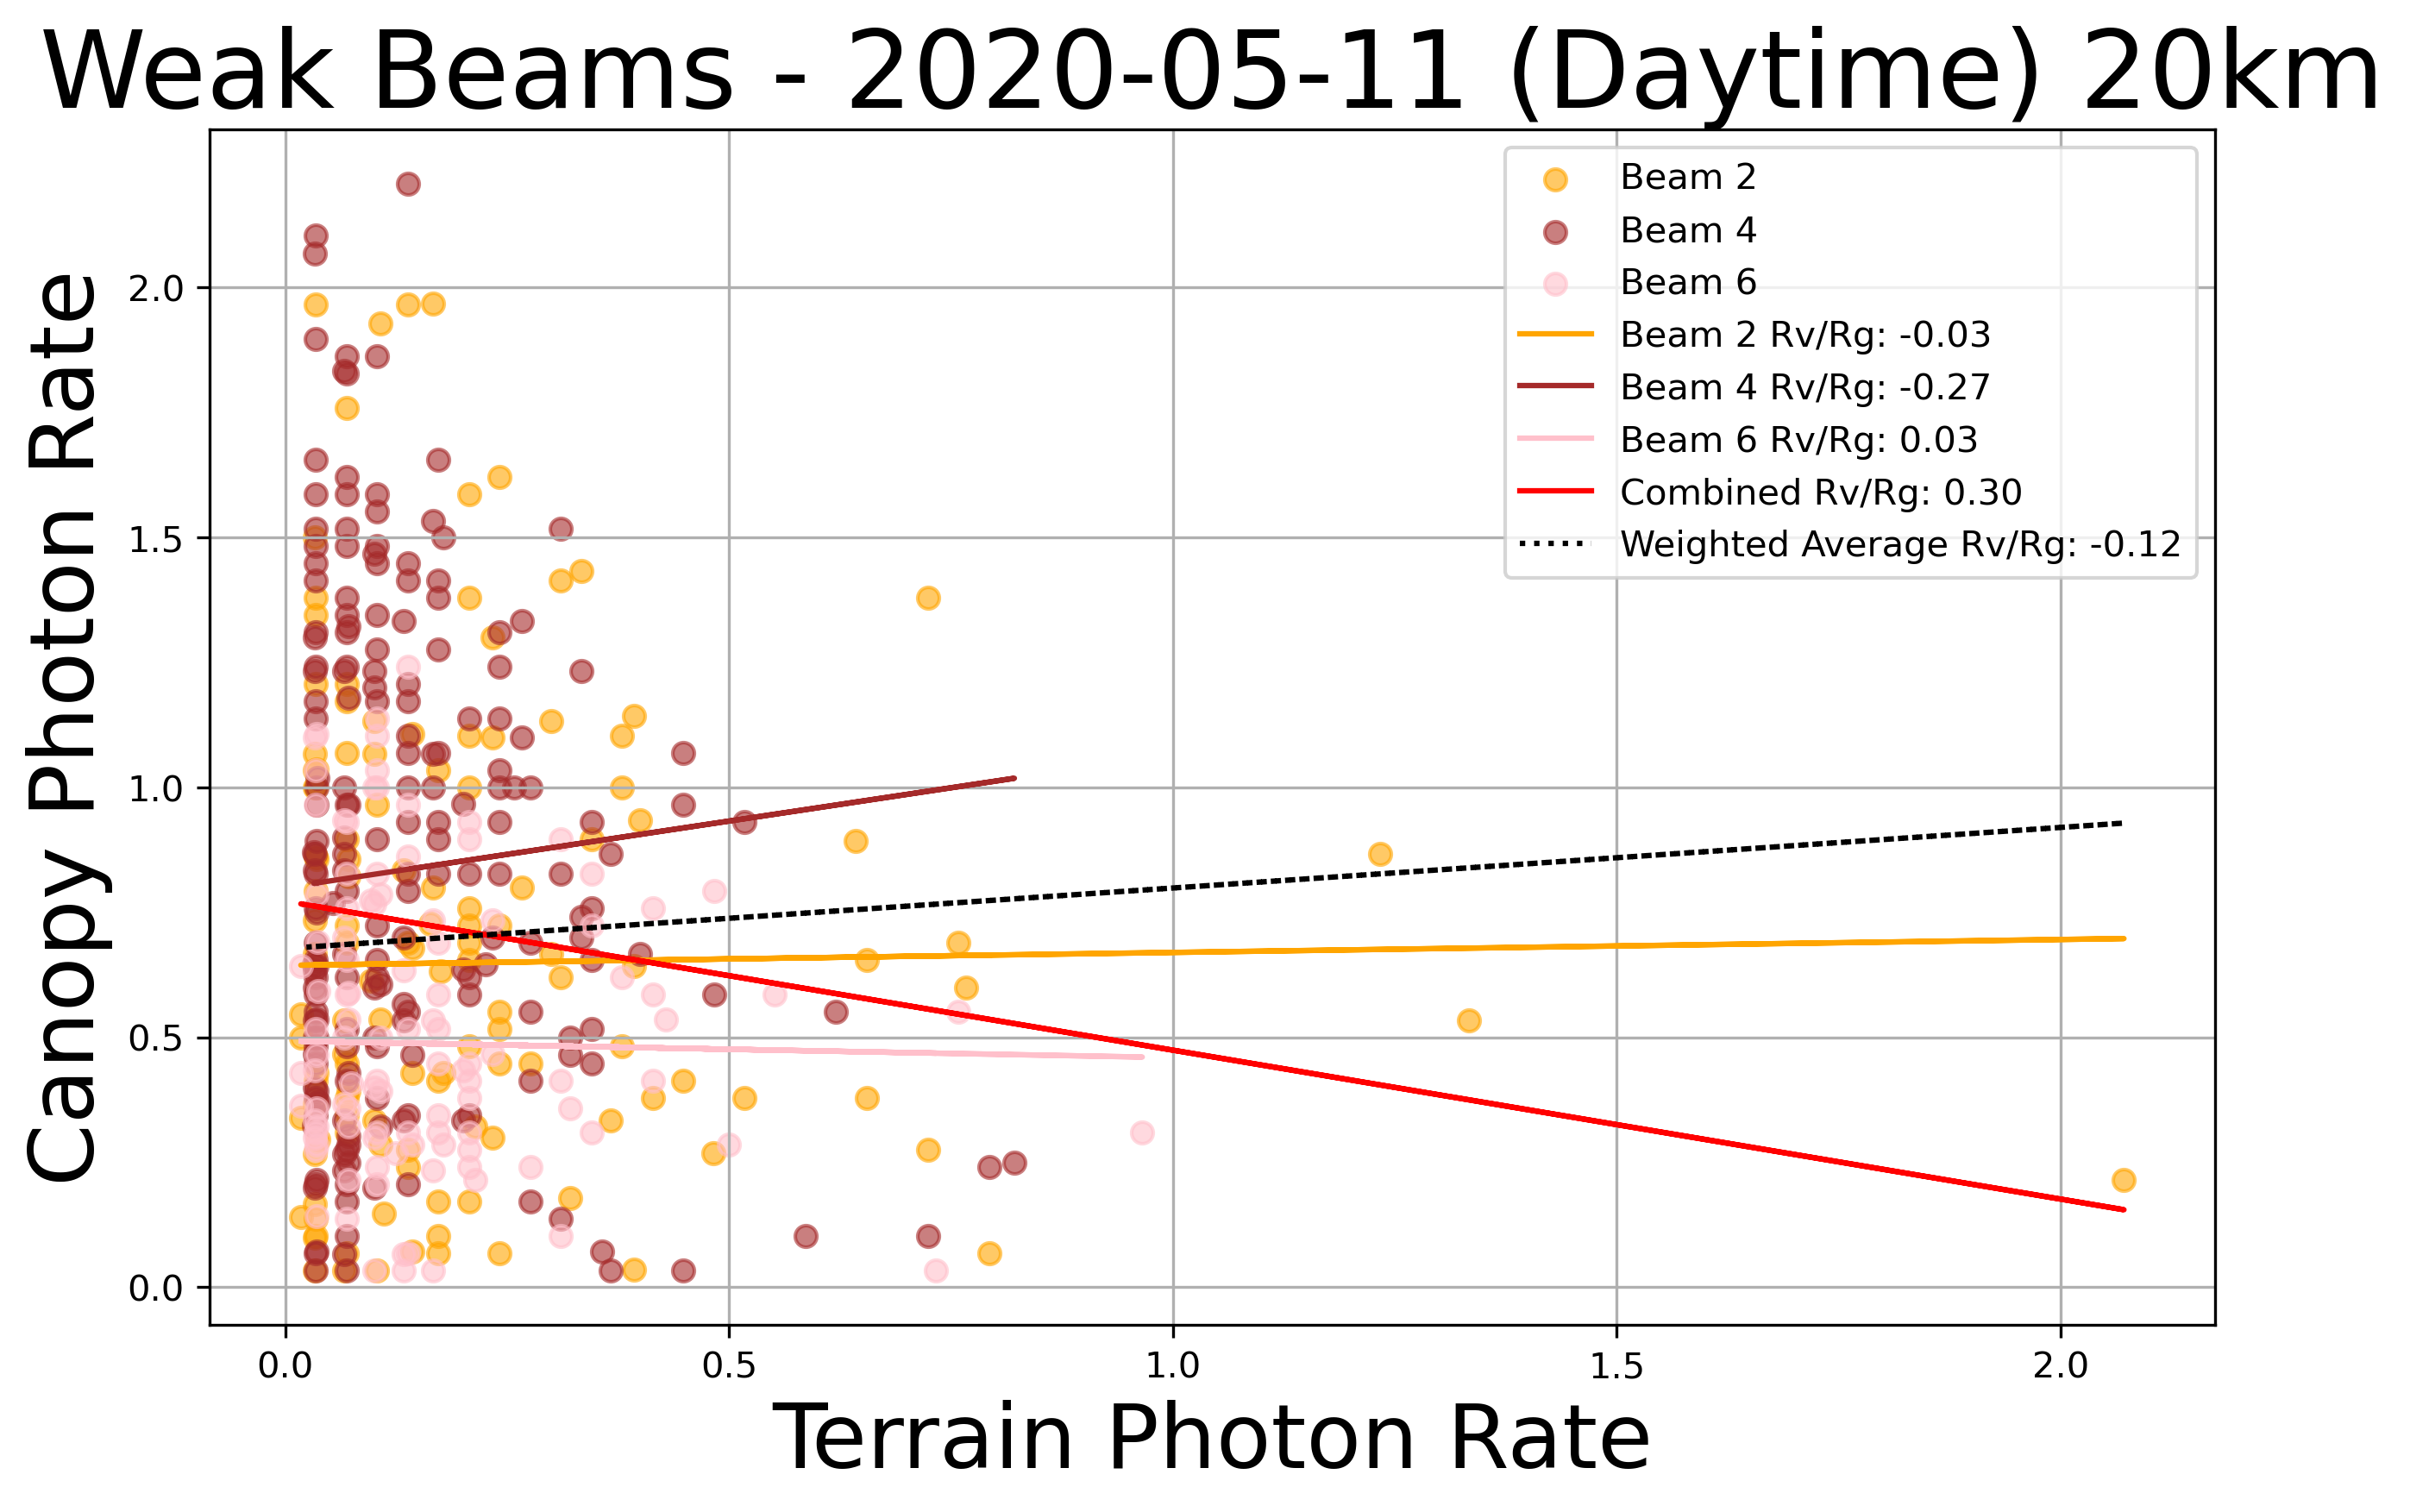 Weak Beams - 2020-05-11 (Daytime) 20km
Canopy Photon Rate
2.0
1.5
1.0
0.5
0.0
Beam 2
Beam 4
Beam 6
Beam 2 Rv/Rg: -0.03
Beam 4 Rv/Rg: -0.27
Beam 6 Rv/Rg: 0.03
Combined Rv/Rg: 0.30
Weighted Average Rv/Rg: -0.12
0.0 0.5 1.0 1.5 2.0
Terrain Photon Rate